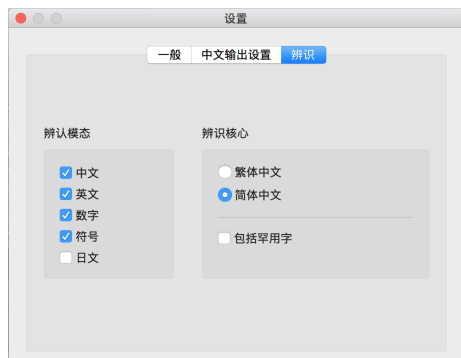 设置
一般 中文输出设置 辨识
辨认模态 辨识核心
中文
英文
数字
符号
日文
繁体中文
简体中文
包括罕用字